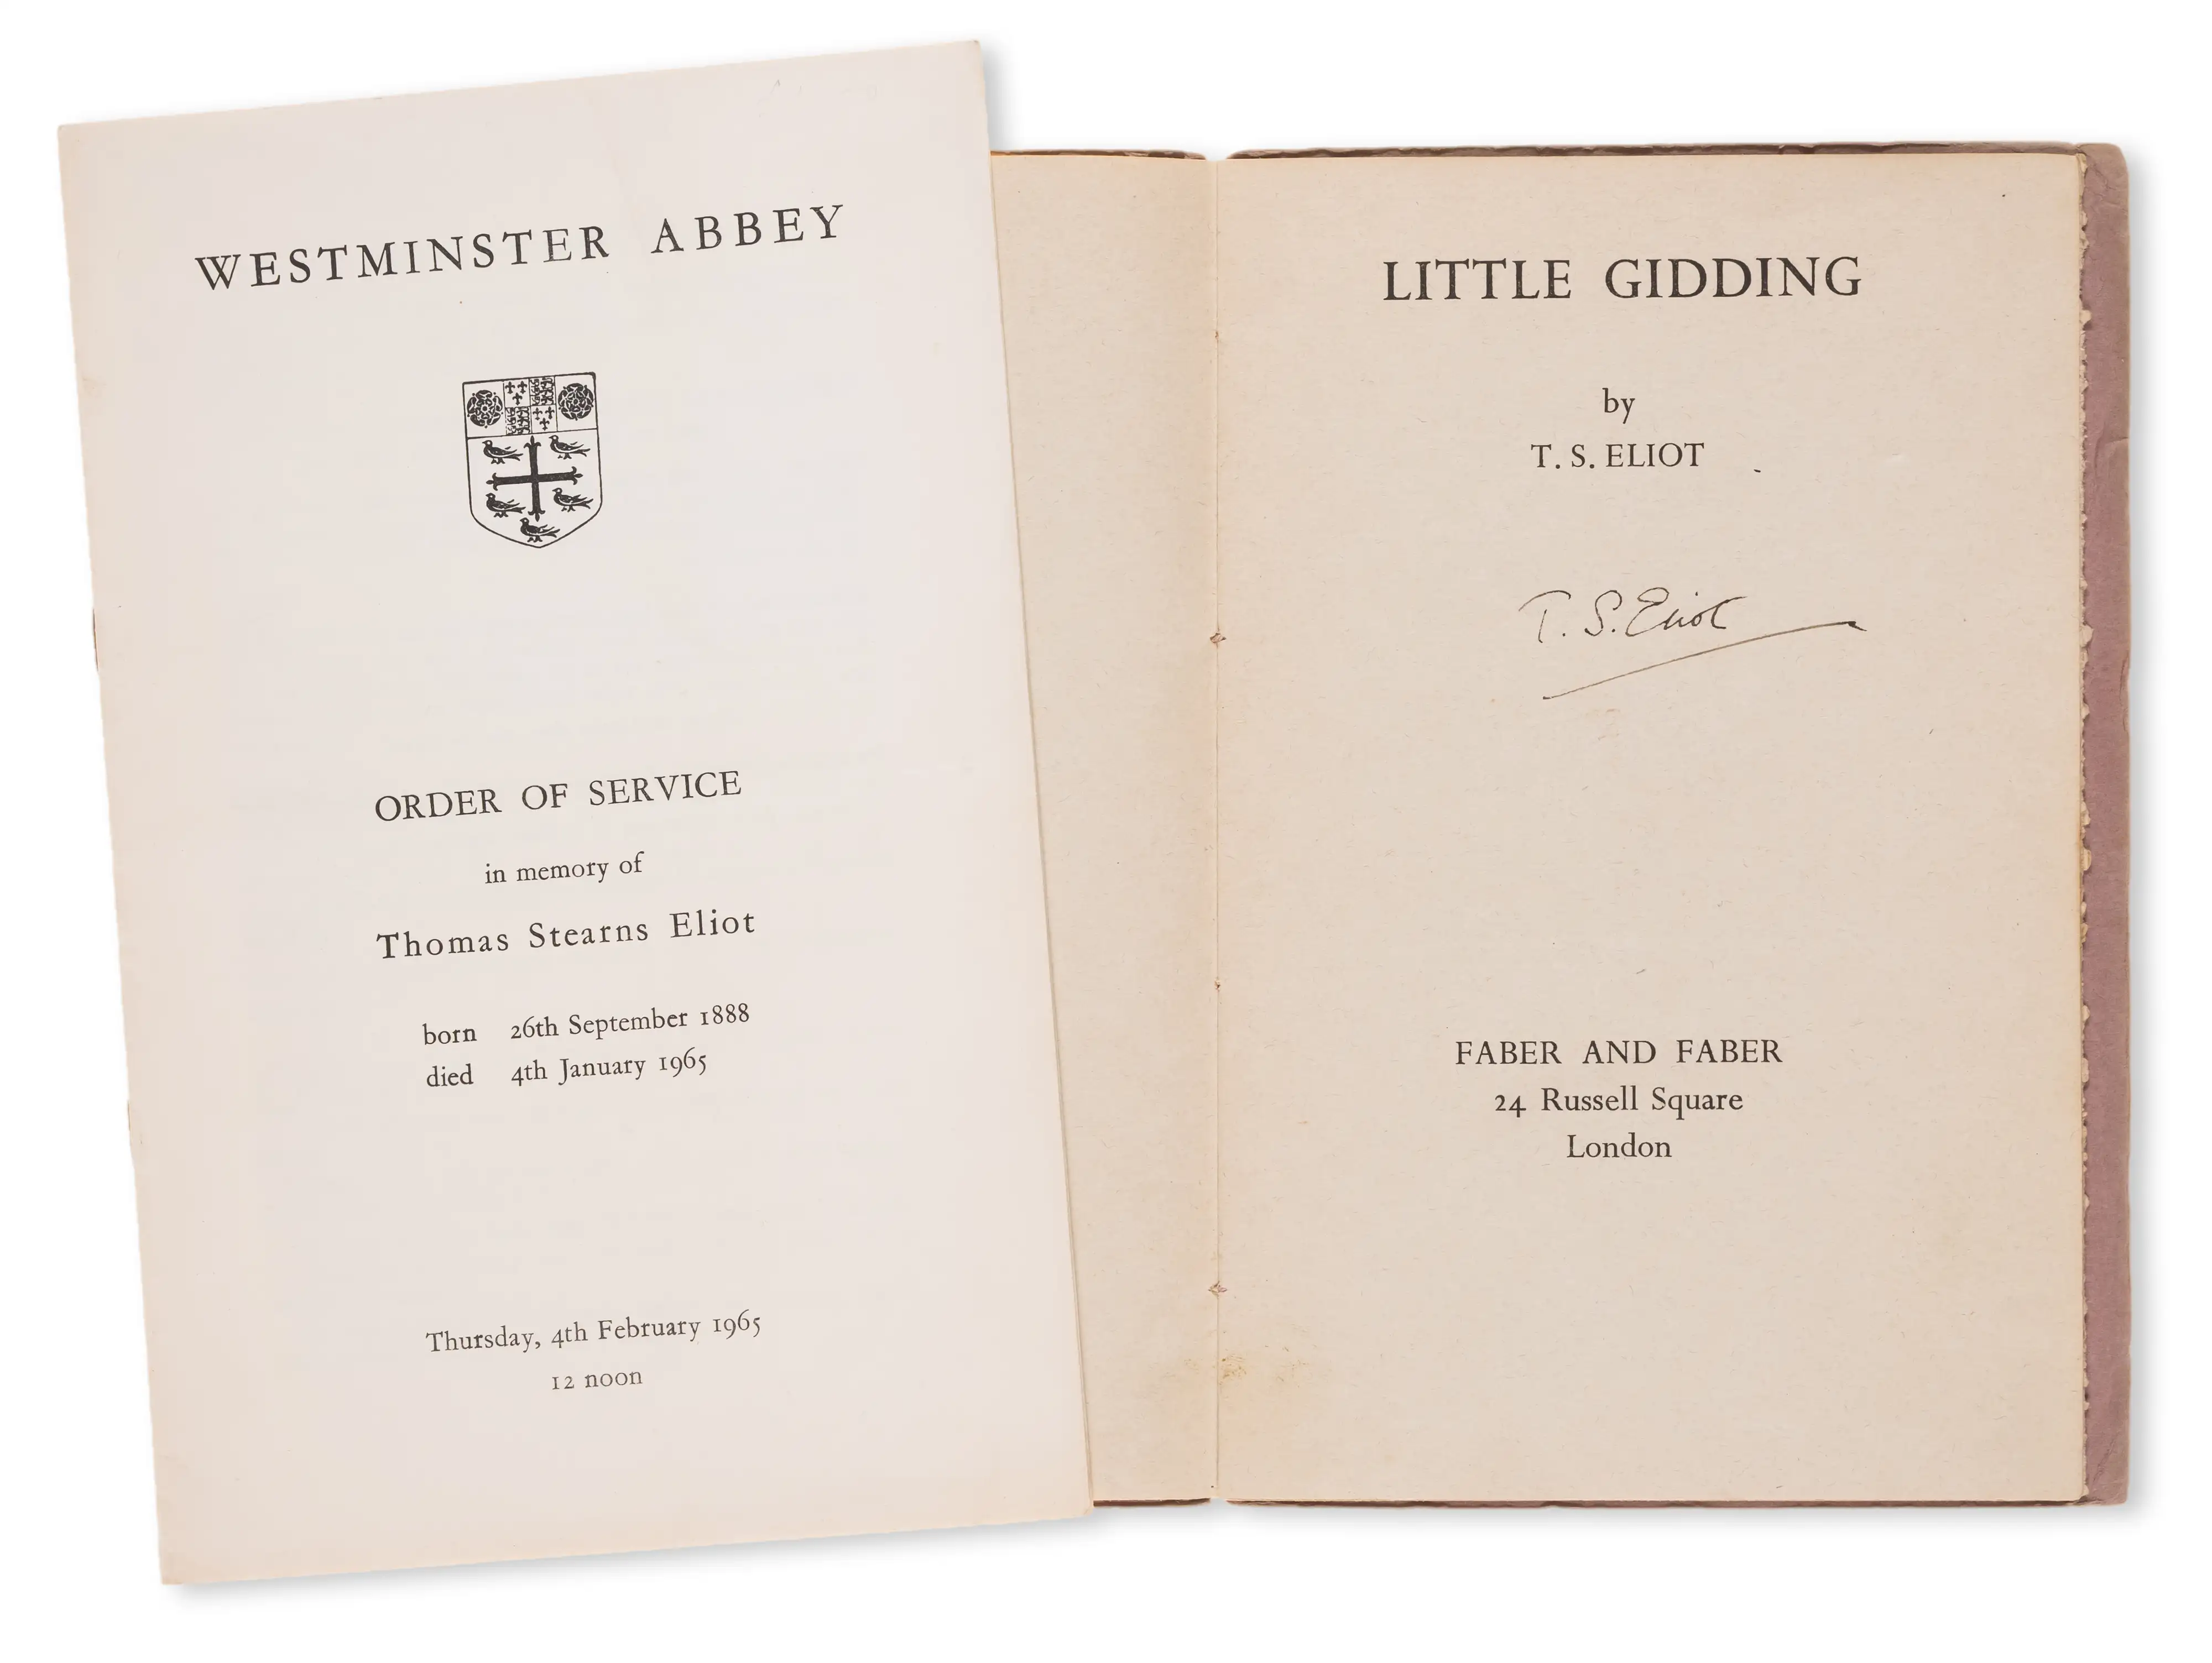 WESTMINSTER ABBEY
ORDER OF SERVICE
in memory of
Thomas Stearns Eliot
born 26th September 1888
died 4th January 1965
Thursday, 4th February 1965
12 noon
LITTLE GIDDING
by
T. S. ELIOT
T. S. Eliot
FABER AND FABER
24 Russell Square
London